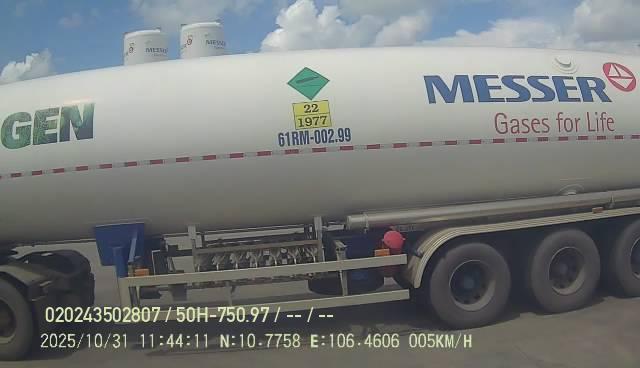 MESSER
MESSER
GEN
22
1977
61RM-002.99
MESSER
Gases for Life
020243502807 / 50H-750.97 / -- / --
2025/10/31 11:44:11 N:10.7758 E:106.4606 005KM/H